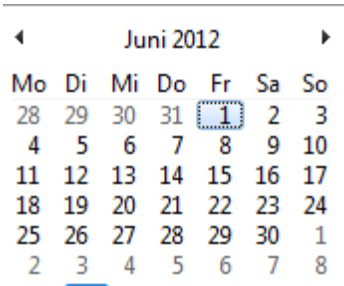 Juni 2012
Mo Di Mi Do Fr Sa So
28 29 30 31 1 2 3
4 5 6 7 8 9 10
11 12 13 14 15 16 17
18 19 20 21 22 23 24
25 26 27 28 29 30 1
2 3 4 5 6 7 8